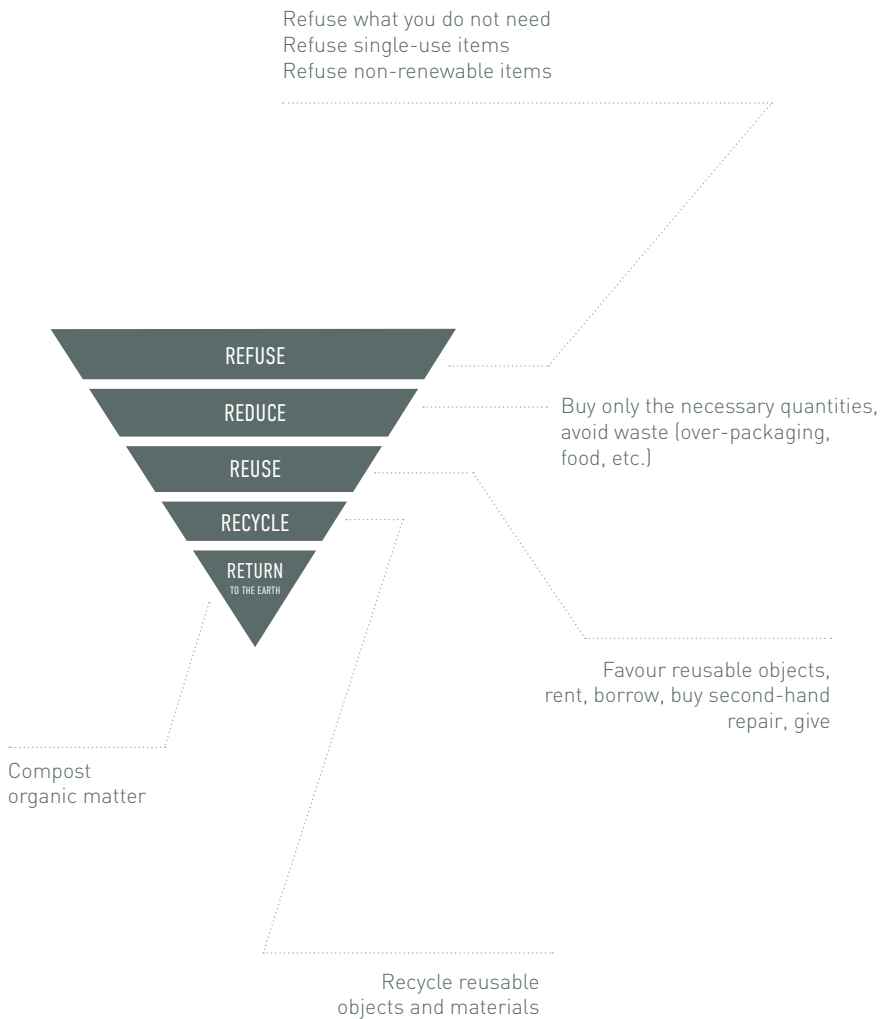 Refuse what you do not need
Refuse single-use items
Refuse non-renewable items
REFUSE
REDUCE
Buy only the necessary quantities,
avoid waste (over-packaging,
food, etc.)
REUSE
RECYCLE
RETURN
TO THE EARTH
Favour reusable objects,
rent, borrow, buy second-hand
repair, give
Compost
organic matter
Recycle reusable
objects and materials